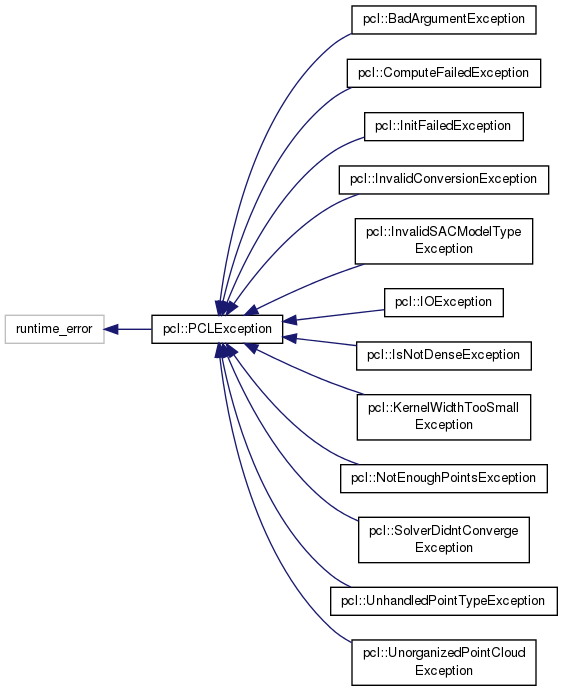 runtime_error
pcl::PCLException
pcl::BadArgumentException
pcl::ComputeFailedException
pcl::InitFailedException
pcl::InvalidConversionException
pcl::InvalidSACModelType
Exception
pcl::IOException
pcl::IsNotDenseException
pcl::KernelWidthTooSmall
Exception
pcl::NotEnoughPointsException
pcl::SolverDidntConverge
Exception
pcl::UnhandledPointTypeException
pcl::UnorganizedPointCloud
Exception